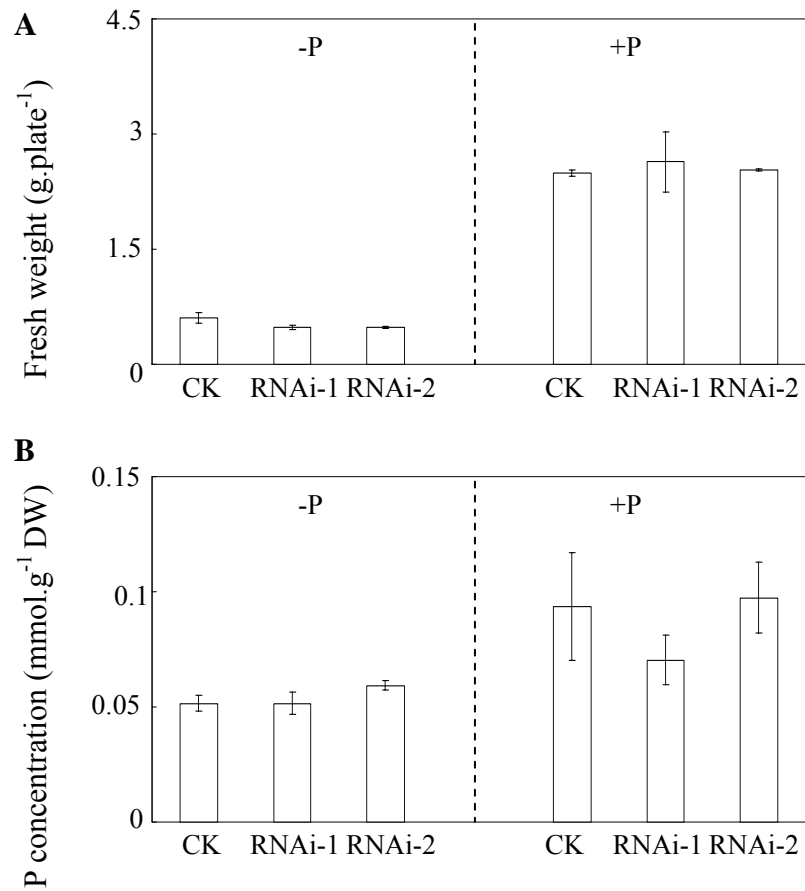 A
Fresh weight (g.plate⁻¹)
4.5
3
1.5
0
-P
+P
CK RNAi-1 RNAi-2
CK RNAi-1 RNAi-2
B
P concentration (mmol.g⁻¹ DW)
0.15
0.1
0.05
0
-P
+P
CK RNAi-1 RNAi-2
CK RNAi-1 RNAi-2